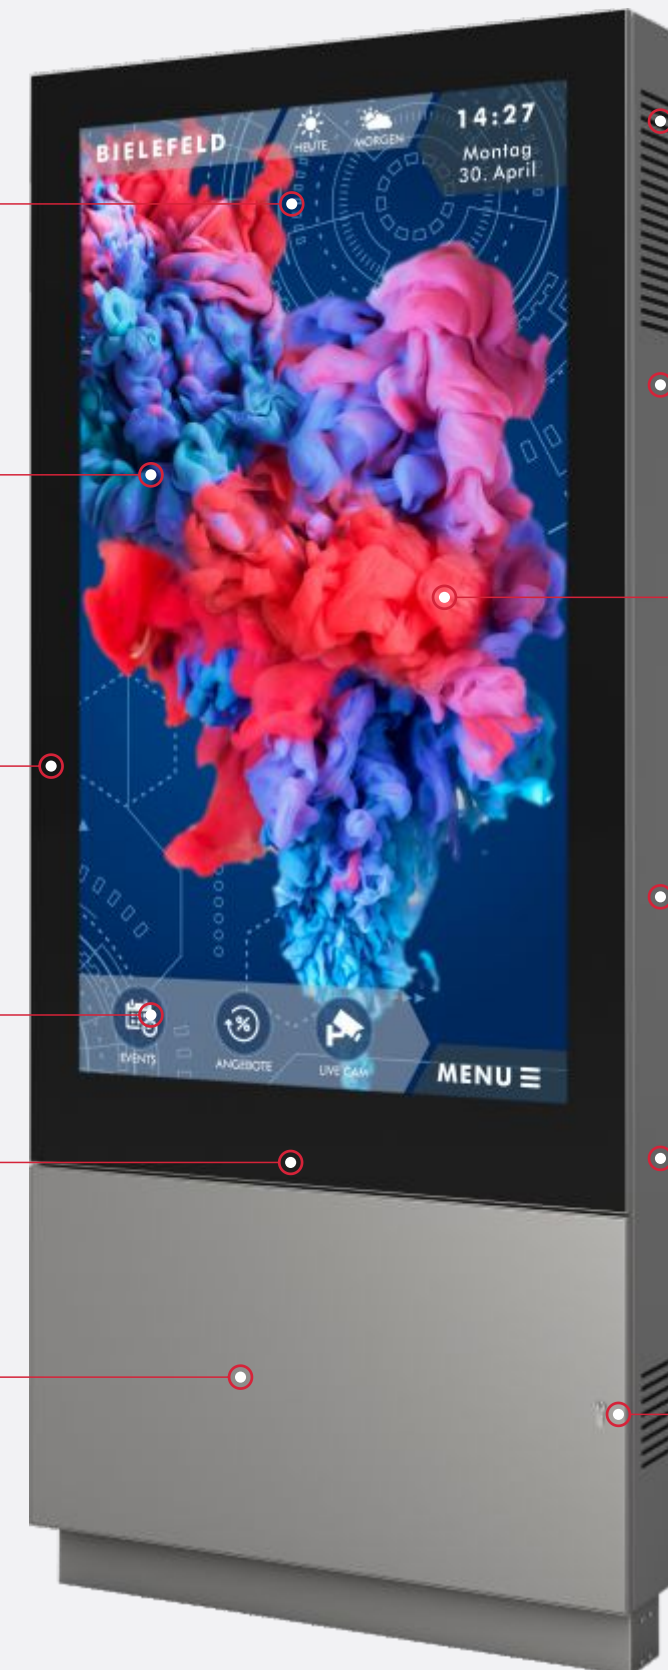 BIELEFELD
HEUTE
MORGEN
14:27
Montag
30. April
EVENTS
ANGEBOTE
LIVE CAM
MENU